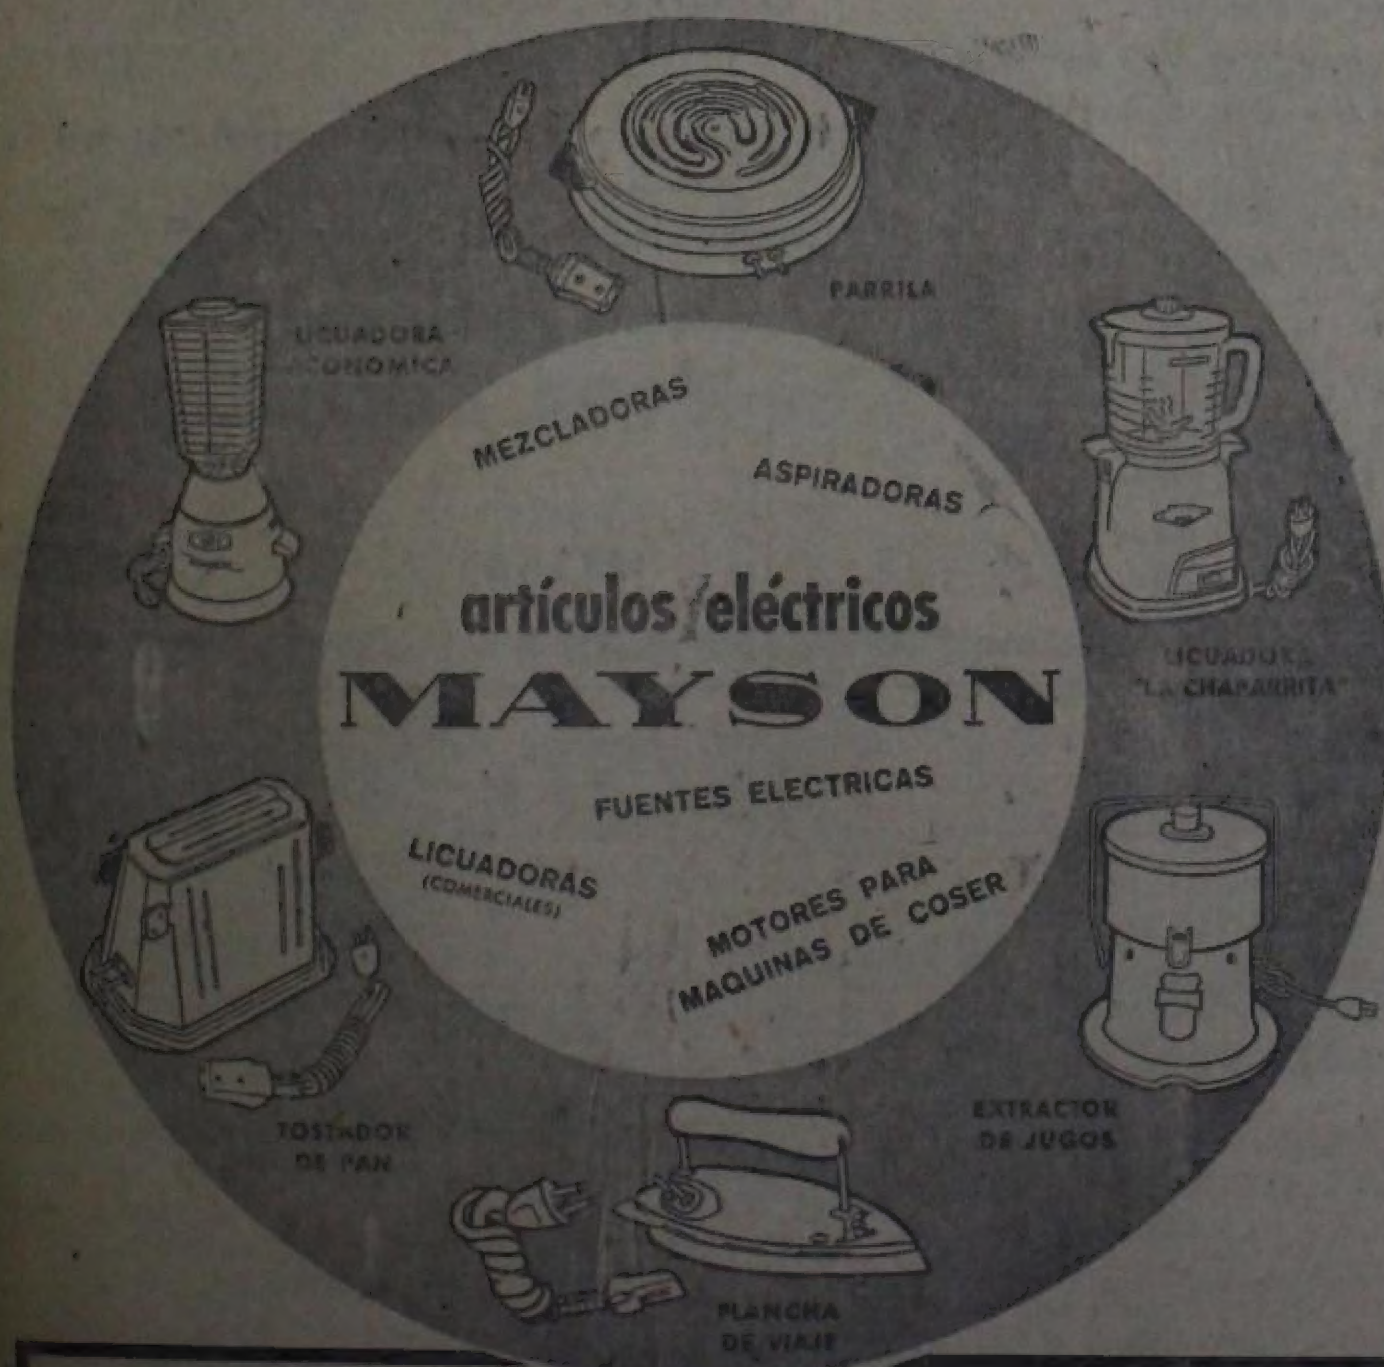 PARRILA
LICUADORA
ECONOMICA
MEZCLADORAS
ASPIRADORAS
artículos eléctricos
MAYSON
LICUADORA
"LA CHAPARRITA"
FUENTES ELECTRICAS
LICUADORAS
(COMERCIALES)
MOTORES PARA
MAQUINAS DE COSER
EXTRACTOR
DE JUGOS
TOSTADOR
DE PAN
PLANCHA
DE VIAJE